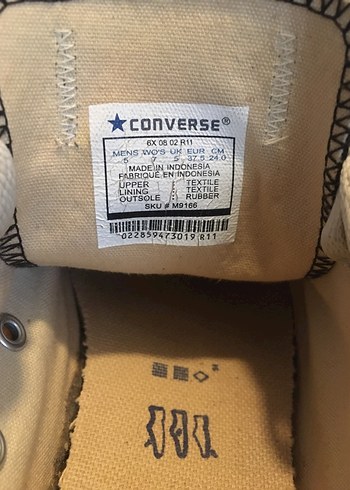 ★CONVERSE®
6X 08 02 R11
MENS WO'S UK EUR CM
5 7 5 37.5 24.0
MADE IN INDONESIA
FABRIQUÉ EN INDONESIA
UPPER : TEXTILE
LINING : TEXTILE
OUTSOLE : RUBBER
SKU # M9166
022859473019 R11